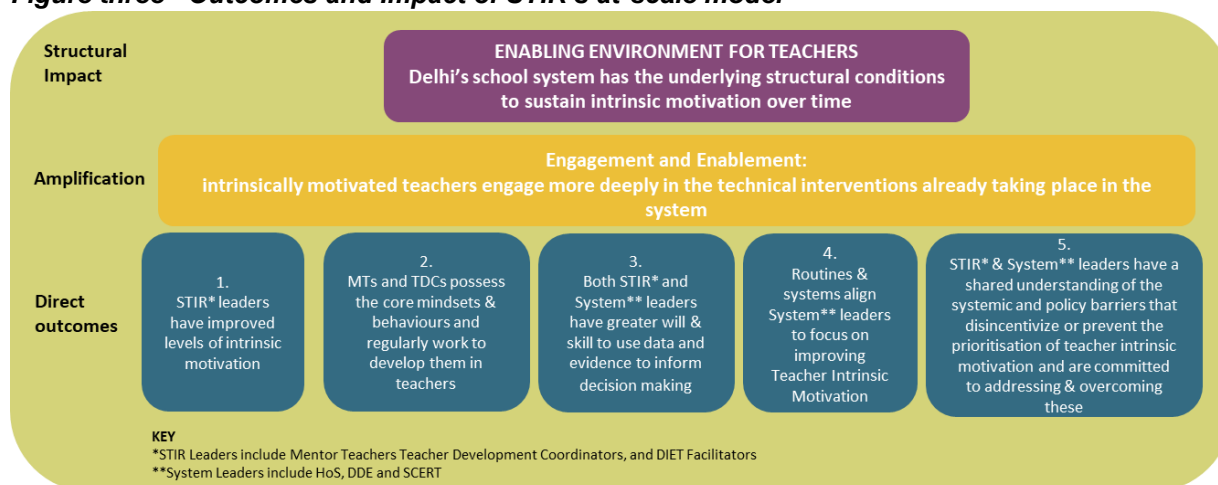 Figure three - Outcomes and impact of STIR's at-scale model
Structural
Impact
ENABLING ENVIRONMENT FOR TEACHERS
Delhi's school system has the underlying structural conditions
to sustain intrinsic motivation over time
Amplification
Engagement and Enablement:
intrinsically motivated teachers engage more deeply in the technical interventions already taking place in the
system
Direct
outcomes
1.
STIR* leaders
have improved
levels of intrinsic
motivation
2.
MTs and TDCs possess
the core mindsets &
behaviours and
regularly work to
develop them in
teachers
3.
Both STIR* and
System** leaders
have greater will &
skill to use data and
evidence to inform
decision making
4.
Routines &
systems align
System** leaders
to focus on
improving
Teacher Intrinsic
Motivation
5.
STIR* & System** leaders have a
shared understanding of the
systemic and policy barriers that
disincentivize or prevent the
prioritisation of teacher intrinsic
motivation and are committed
to addressing & overcoming
these
KEY
*STIR Leaders include Mentor Teachers Teacher Development Coordinators, and DIET Facilitators
**System Leaders include HoS, DDE and SCERT